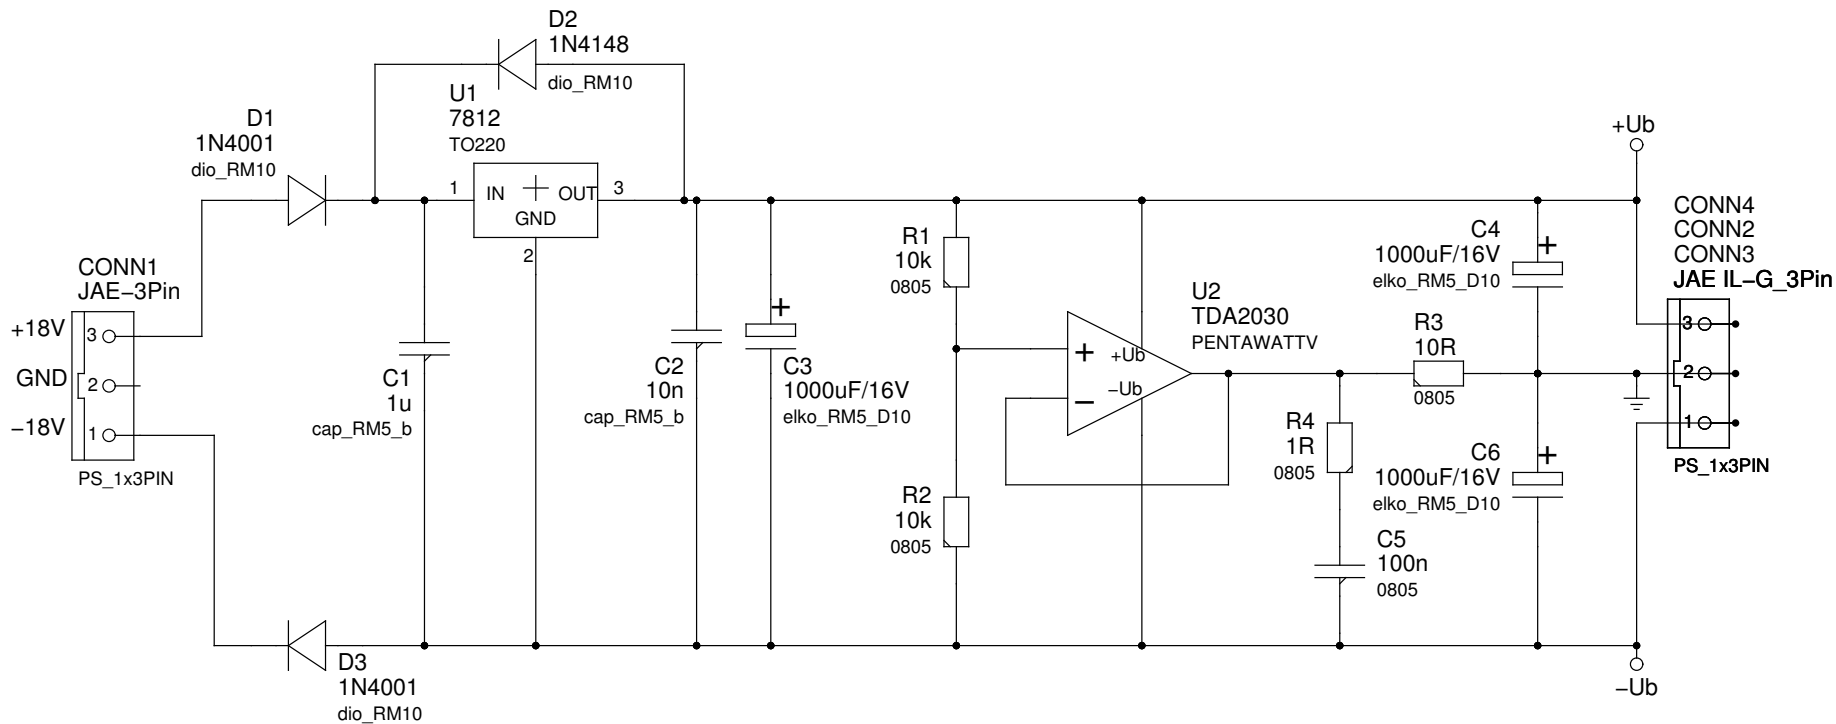 D2
1N4148
dio_RM10
U1
7812
TO220
D1
1N4001
dio_RM10
1
IN
OUT
GND
3
2
CONN1
JAE-3Pin
+18V
3
GND
2
-18V
1
PS_1x3PIN
C1
1u
cap_RM5_b
C2
10n
cap_RM5_b
+
C3
1000uF/16V
elko_RM5_D10
R1
10k
0805
R2
10k
0805
U2
TDA2030
PENTAWATTV
+
+Ub
−
−Ub
R3
10R
0805
R4
1R
0805
C5
100n
0805
C4
+
1000uF/16V
elko_RM5_D10
C6
+
1000uF/16V
elko_RM5_D10
+Ub
CONN4
CONN2
CONN3
JAE IL−G_3Pin
3
2
1
PS_1x3PIN
−Ub
D3
1N4001
dio_RM10